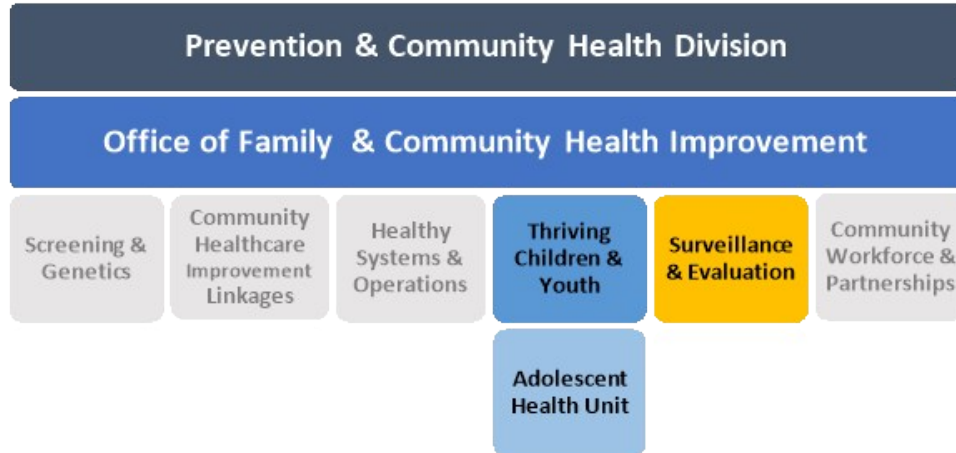 Prevention & Community Health Division
Office of Family & Community Health Improvement
Screening &
Genetics
Community
Healthcare
Improvement
Linkages
Healthy
Systems &
Operations
Thriving
Children &
Youth
Surveillance
& Evaluation
Community
Workforce &
Partnerships
Adolescent
Health Unit